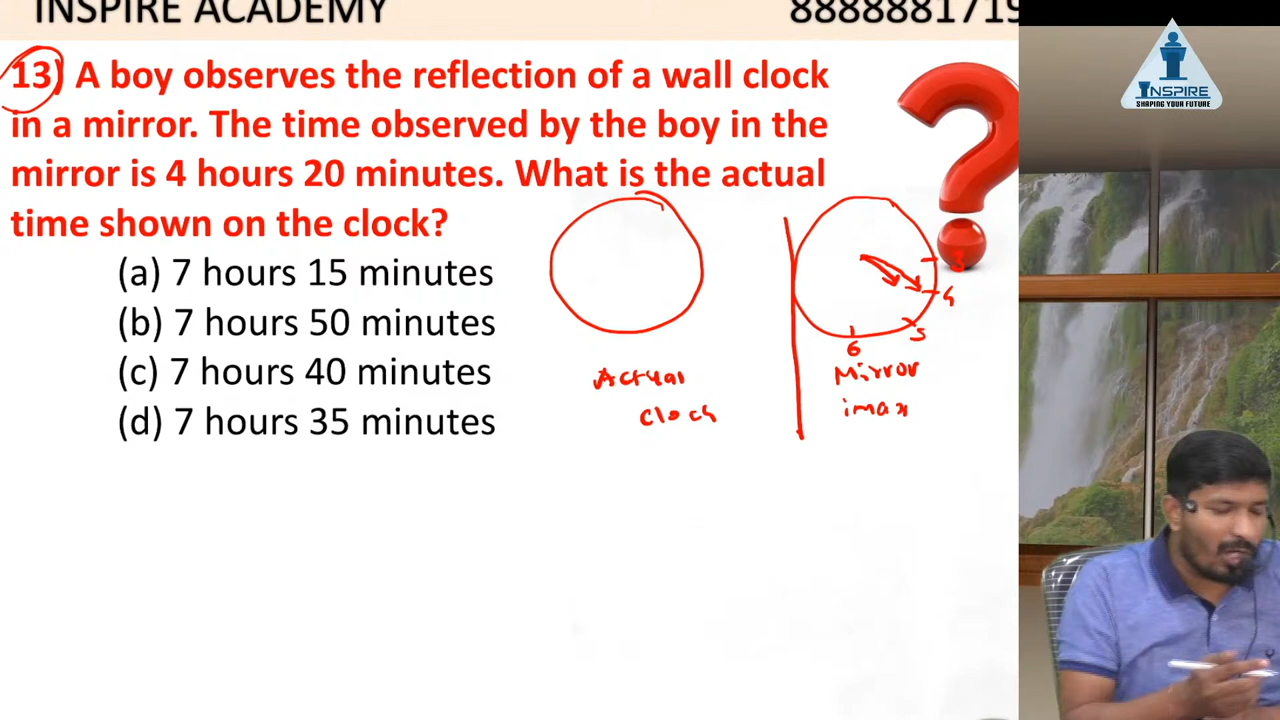 INSPIRE ACADEMY
8888881719
13) A boy observes the reflection of a wall clock
in a mirror. The time observed by the boy in the
mirror is 4 hours 20 minutes. What is the actual
time shown on the clock?
(a) 7 hours 15 minutes
(b) 7 hours 50 minutes
(c) 7 hours 40 minutes
(d) 7 hours 35 minutes
3
4
5
6
Actual
Clock
Mirror
INSPIRE
SHAPING YOUR FUTURE